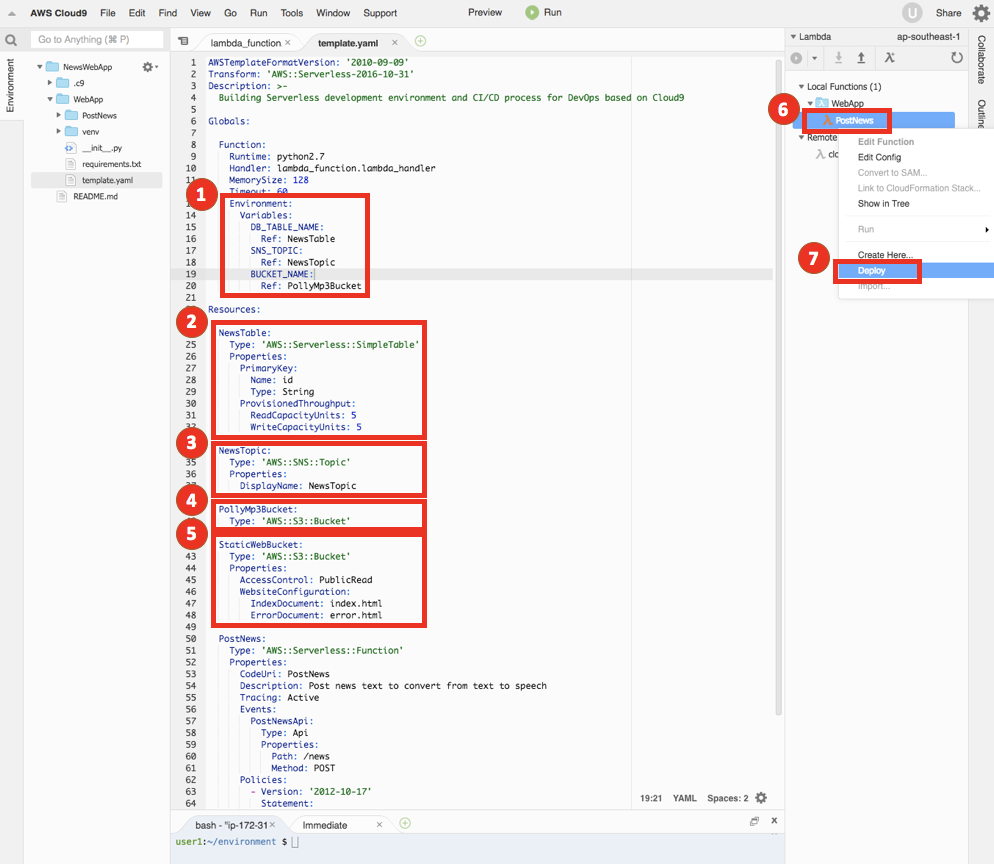 AWS Cloud9 File Edit Find View Go Run Tools Window Support Preview Run U Share
Go to Anything (⌘ P)
Environment
NewsWebApp
.c9
WebApp
PostNews
venv
__init__.py
requirements.txt
template.yaml
README.md
lambda_function × template.yaml ×
1 AWSTemplateFormatVersion: '2010-09-09'
2 Transform: 'AWS::Serverless-2016-10-31'
3 Description: >-
4 Building Serverless development environment and CI/CD process for DevOps based on Cloud9
5
6 Globals:
7
8 Function:
9 Runtime: python2.7
10 Handler: lambda_function.lambda_handler
11 MemorySize: 128
Timeout: 60
1
Environment:
14 Variables:
15 DB_TABLE_NAME:
16 Ref: NewsTable
17 SNS_TOPIC:
18 Ref: NewsTopic
19 BUCKET_NAME:
20 Ref: PollyMp3Bucket
21
Resources:
2
NewsTable:
25 Type: 'AWS::Serverless::SimpleTable'
26 Properties:
27 PrimaryKey:
28 Name: id
29 Type: String
30 ProvisionedThroughput:
31 ReadCapacityUnits: 5
32 WriteCapacityUnits: 5
3
NewsTopic:
35 Type: 'AWS::SNS::Topic'
36 Properties:
DisplayName: NewsTopic
4
PollyMp3Bucket:
Type: 'AWS::S3::Bucket'
5
StaticWebBucket:
43 Type: 'AWS::S3::Bucket'
44 Properties:
45 AccessControl: PublicRead
46 WebsiteConfiguration:
47 IndexDocument: index.html
48 ErrorDocument: error.html
49
50 PostNews:
51 Type: 'AWS::Serverless::Function'
52 Properties:
53 CodeUri: PostNews
54 Description: Post news text to convert from text to speech
55 Tracing: Active
56 Events:
57 PostNewsApi:
58 Type: Api
59 Properties:
60 Path: /news
61 Method: POST
62 Policies:
63 - Version: '2012-10-17'
64 Statement:
19:21 YAML Spaces: 2
bash - "ip-172-31 × Immediate ×
user1:~/environment $
Lambda ap-southeast-1
Local Functions (1)
WebApp
6
PostNews
Remote
Edit Function
Edit Config
Convert to SAM...
Link to CloudFormation Stack...
Show in Tree
Run
Create Here...
7
Deploy
Import...
Collaborate
Outline